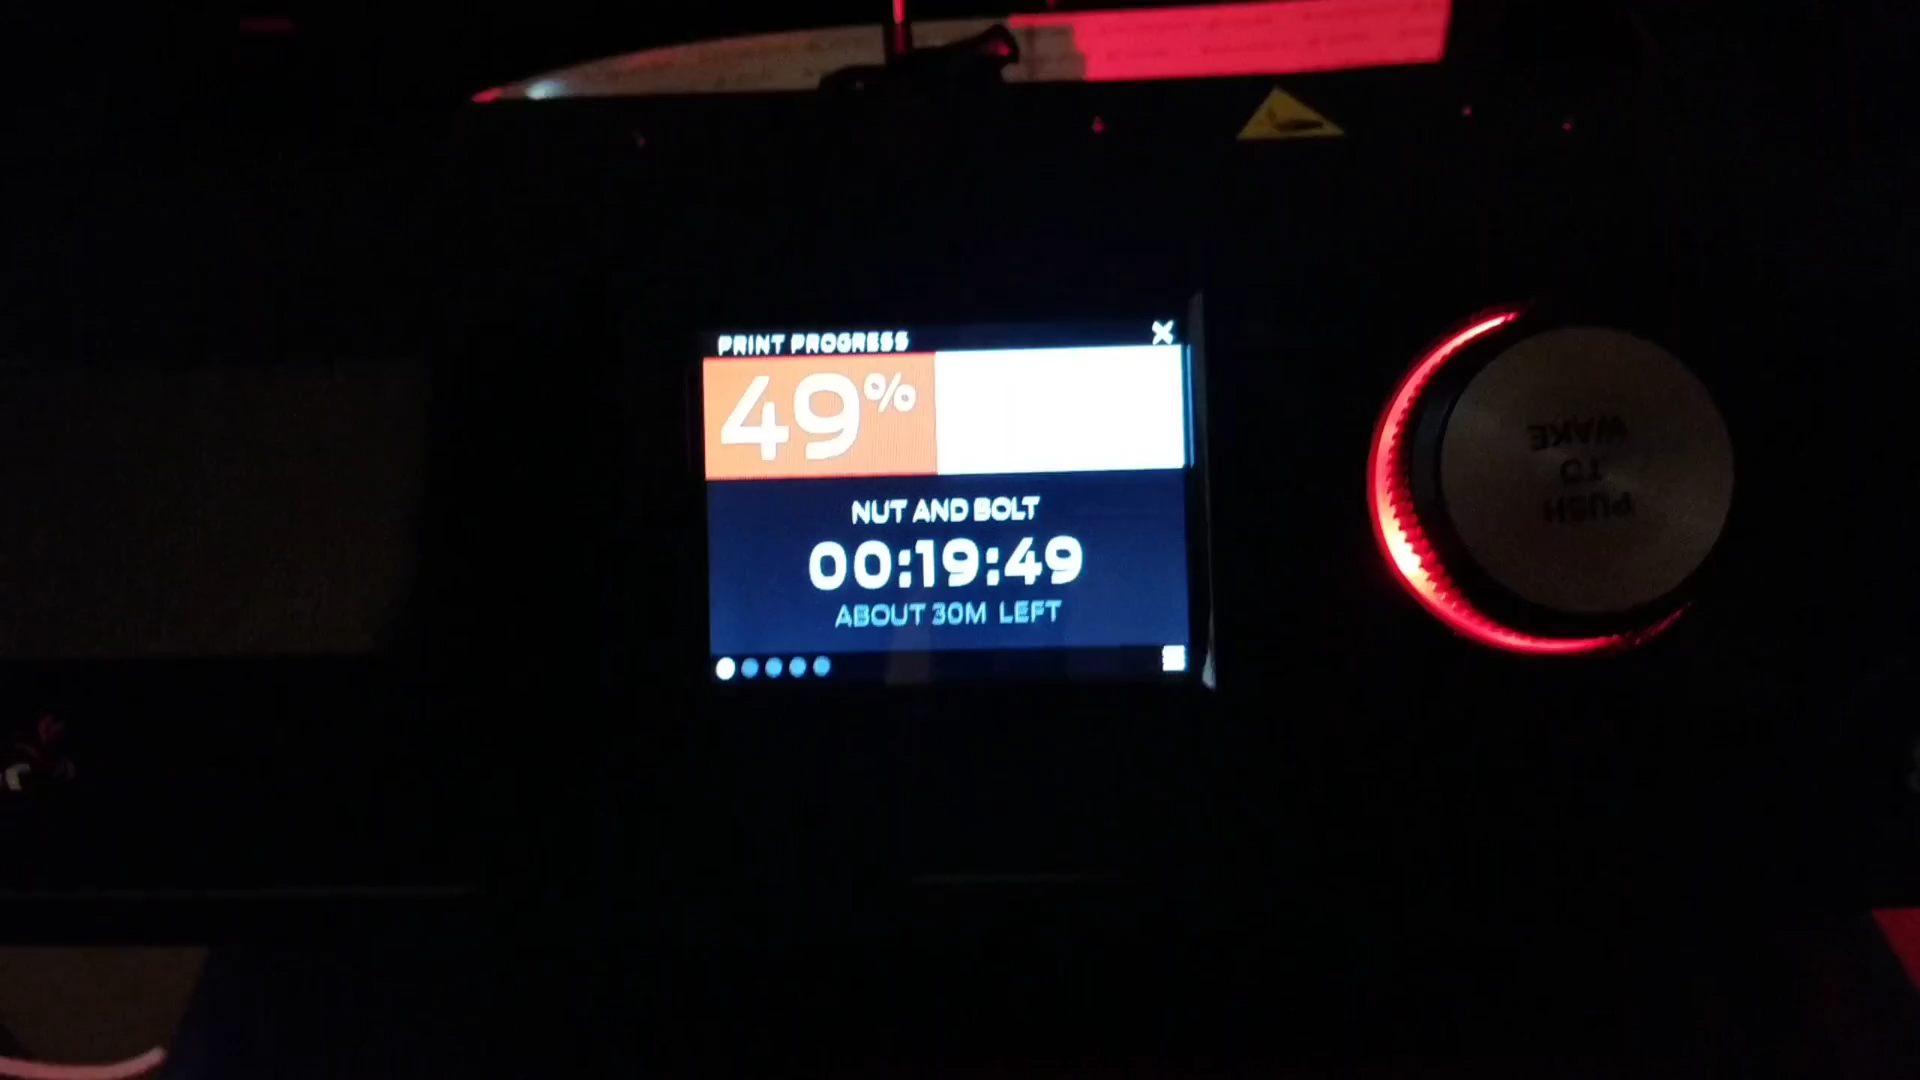 PRINT PROGRESS
49%
NUT AND BOLT
00:19:49
ABOUT 30M LEFT
PUSH
TO
WAKE